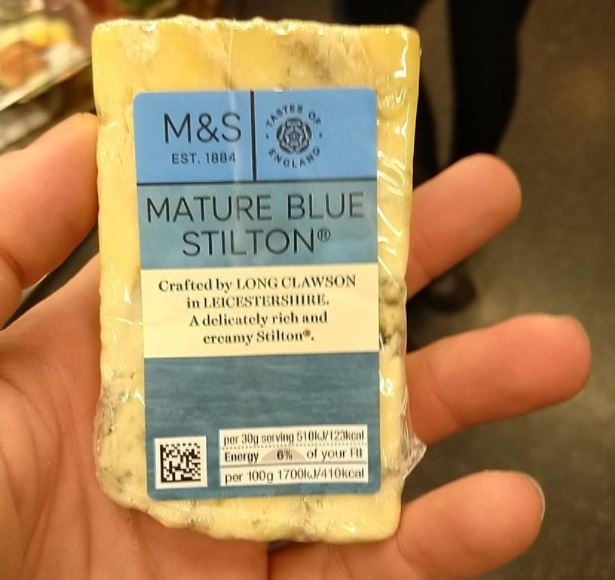 M&S
EST. 1884
TASTES OF
ENGLAND
MATURE BLUE
STILTON®
Crafted by LONG CLAWSON
in LEICESTERSHIRE.
A delicately rich and
creamy Stilton®.
per 30g serving 510kJ/123kcal
Energy 6% of your RI
per 100g 1700kJ/410kcal